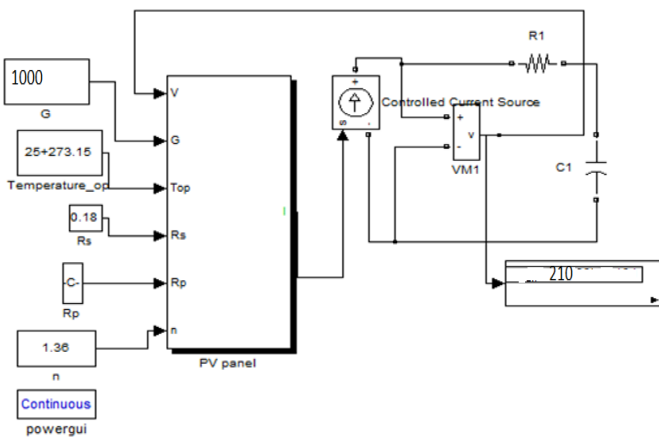 R1
1000
G
V
+
s
-
Controlled Current Source
+
v
-
VM1
C1
25+273.15
Temperature_op
G
Top
0.18
Rs
Rs
I
-C-
Rp
Rp
210
1.36
n
n
PV panel
Continuous
powergui